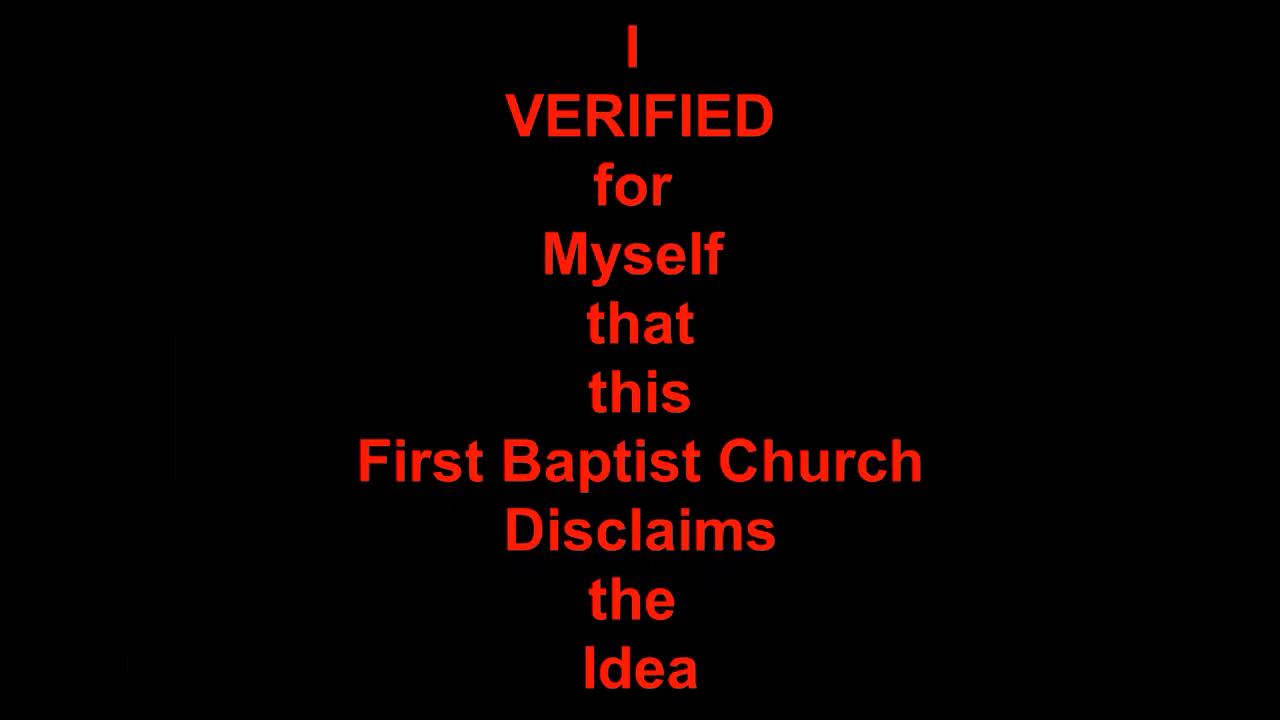 I
VERIFIED
for
Myself
that
this
First Baptist Church
Disclaims
the
Idea